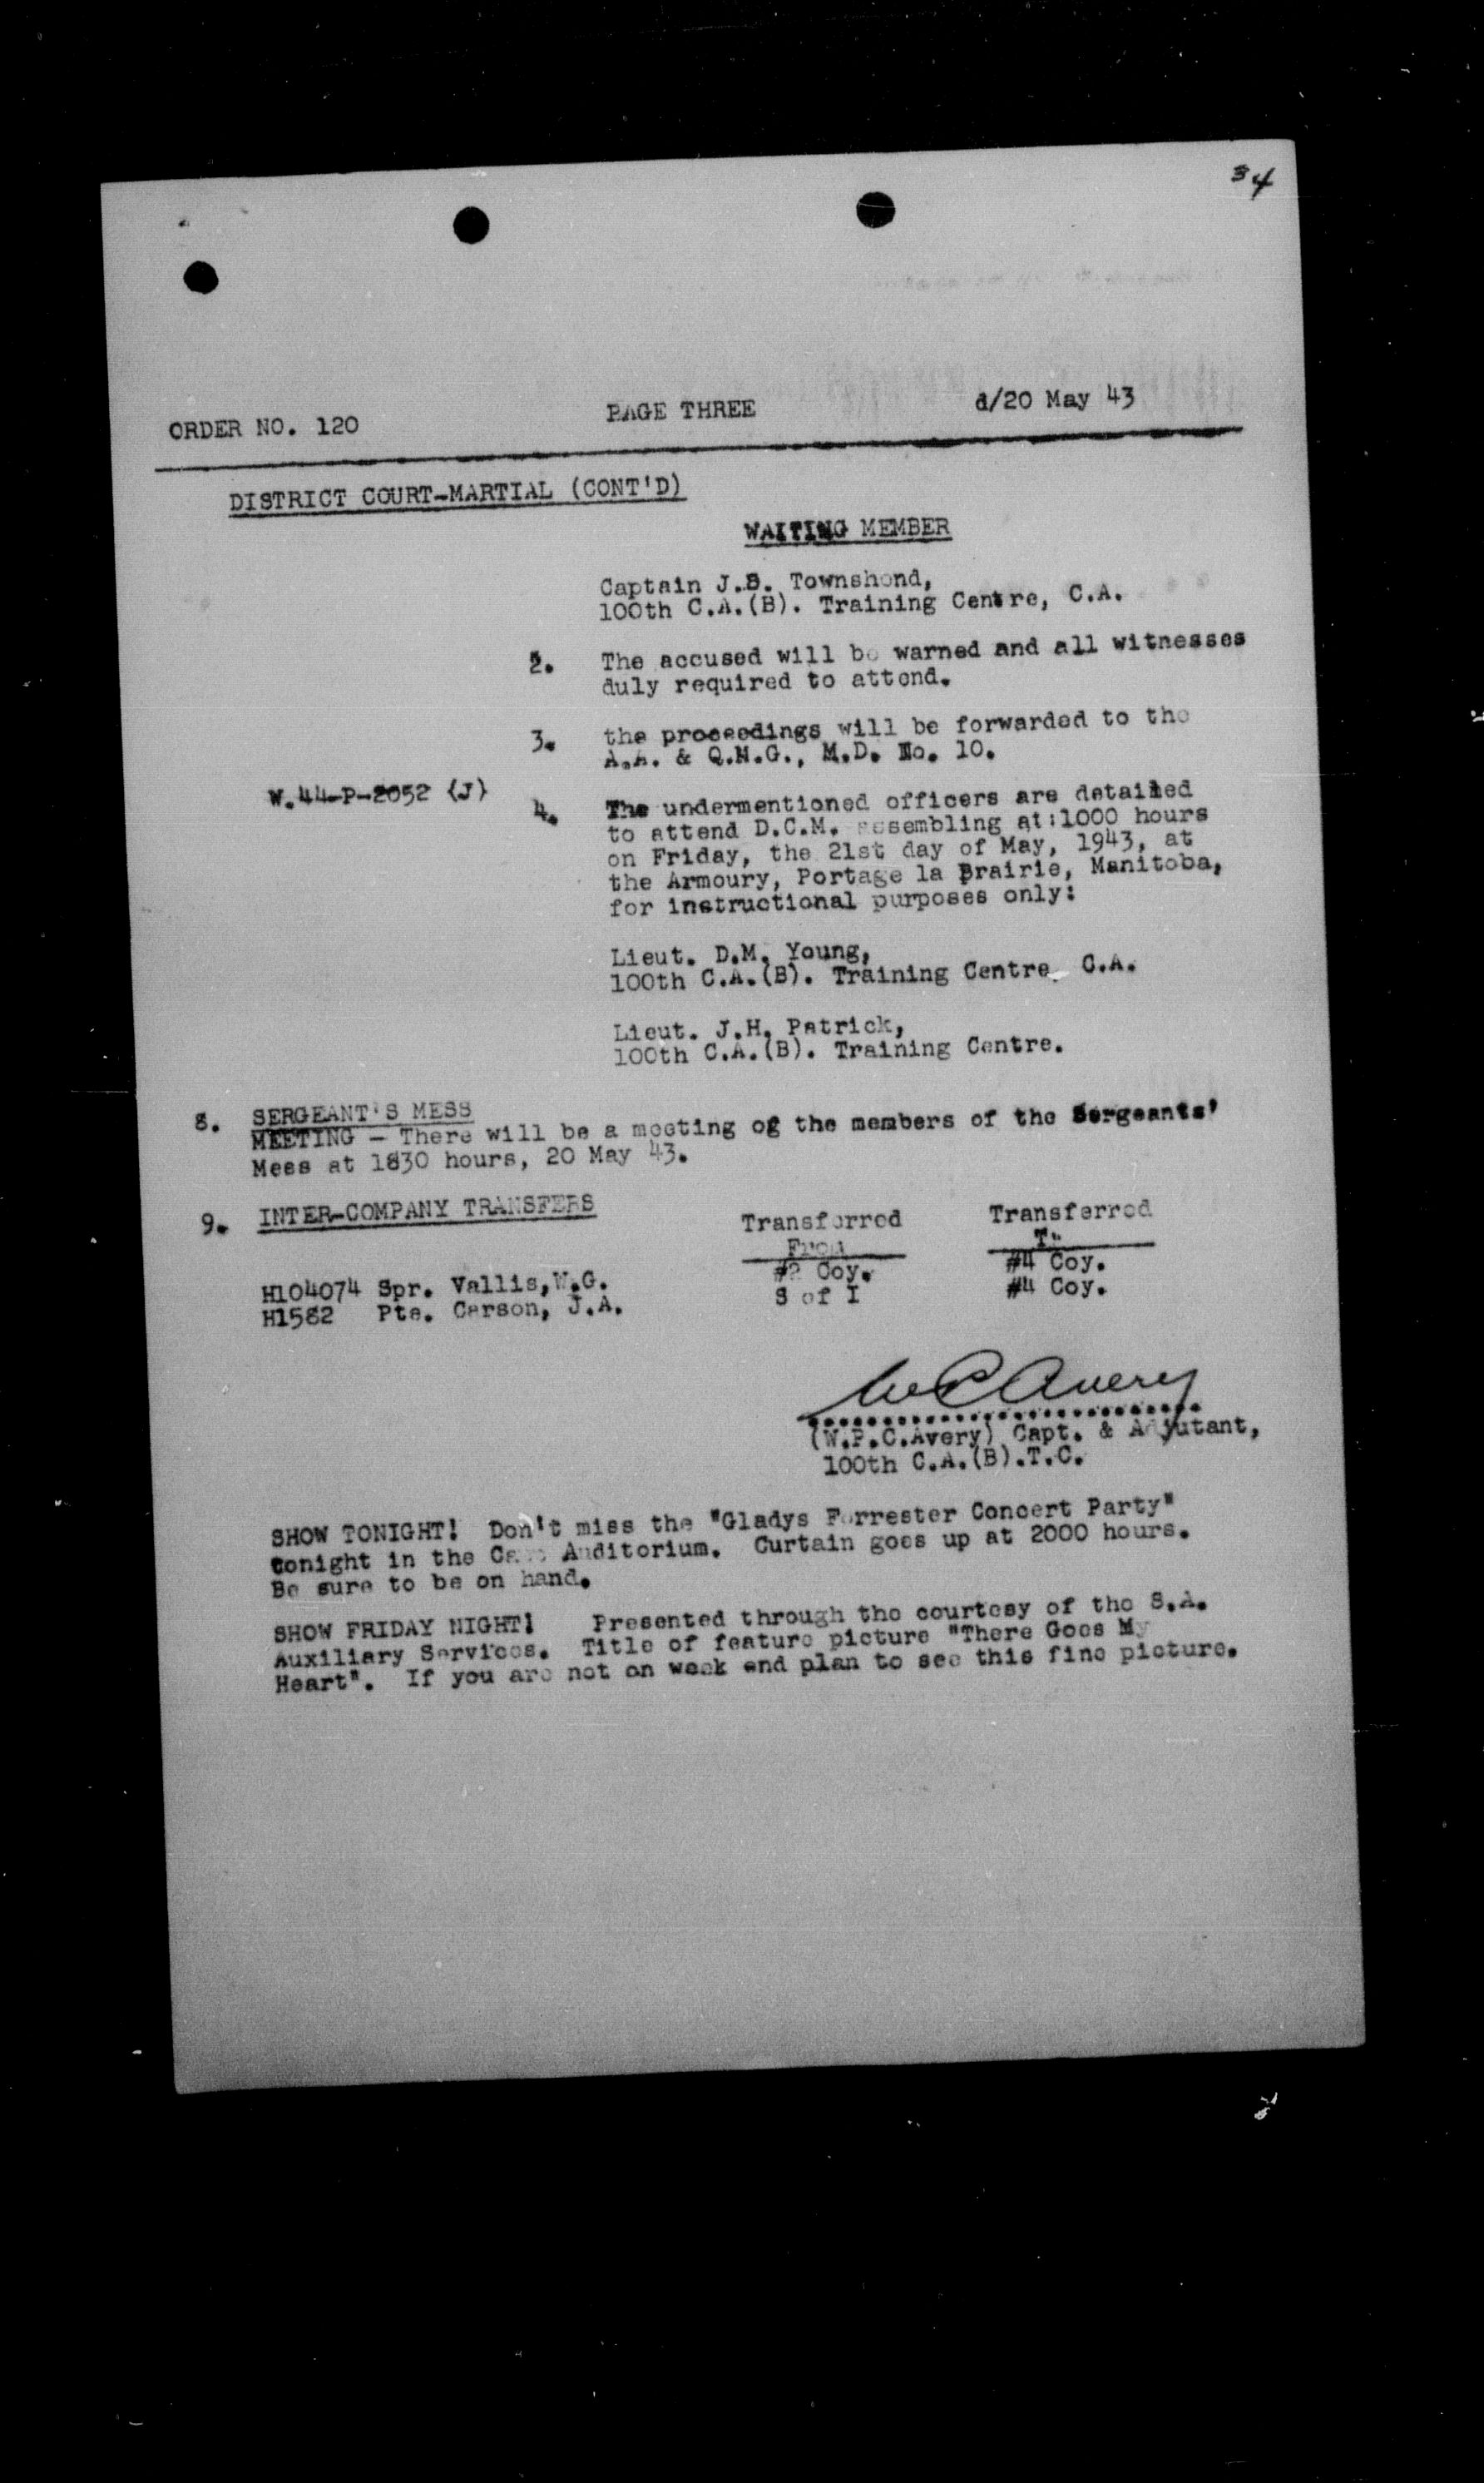 34
ORDER NO. 120 PAGE THREE d/20 May 43
DISTRICT COURT-MARTIAL (CONT'D)
WAITING MEMBER
Captain J.B. Townshend,
100th C.A.(B). Training Centre, C.A.
2. The accused will be warned and all witnesses
duly required to attend.
3. the proceedings will be forwarded to the
A.A. & Q.M.G., M.D. No. 10.
W.44-P-2052 (J)
4. The undermentioned officers are detailed
to attend D.C.M. assembling at:1000 hours
on Friday, the 21st day of May, 1943, at
the Armoury, Portage la Prairie, Manitoba,
for instructional purposes only:
Lieut. D.M. Young,
100th C.A.(B). Training Centre C.A.
Lieut. J.H. Patrick,
100th C.A.(B). Training Centre.
8. SERGEANT'S MESS
MEETING - There will be a meeting of the members of the Sergeants'
Mess at 1830 hours, 20 May 43.
9. INTER-COMPANY TRANSFERS
Transferred Transferred
From To
H104074 Spr. Vallis,W.G. #2 Coy. #4 Coy.
H1582 Pte. Carson, J.A. S of I #4 Coy.
WPC Avery
(W.P.C.Avery) Capt. & Adjutant,
100th C.A.(B).T.C.
SHOW TONIGHT! Don't miss the "Gladys Forrester Concert Party"
tonight in the Auditorium. Curtain goes up at 2000 hours.
Be sure to be on hand.
SHOW FRIDAY NIGHT! Presented through the courtesy of the S.A.
Auxiliary Services. Title of feature picture "There Goes My
Heart". If you are not on week end plan to see this fine picture.